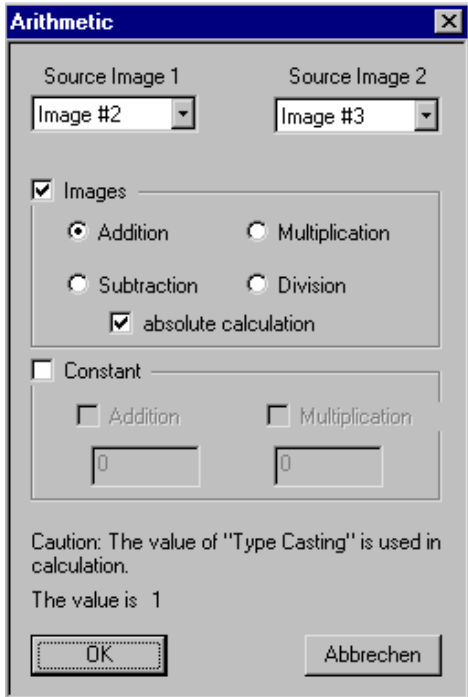 Arithmetic
Source Image 1
Source Image 2
Image #2
Image #3
Images
Addition
Multiplication
Subtraction
Division
absolute calculation
Constant
Addition
Multiplication
0
0
Caution: The value of "Type Casting" is used in
calculation.
The value is 1
OK
Abbrechen